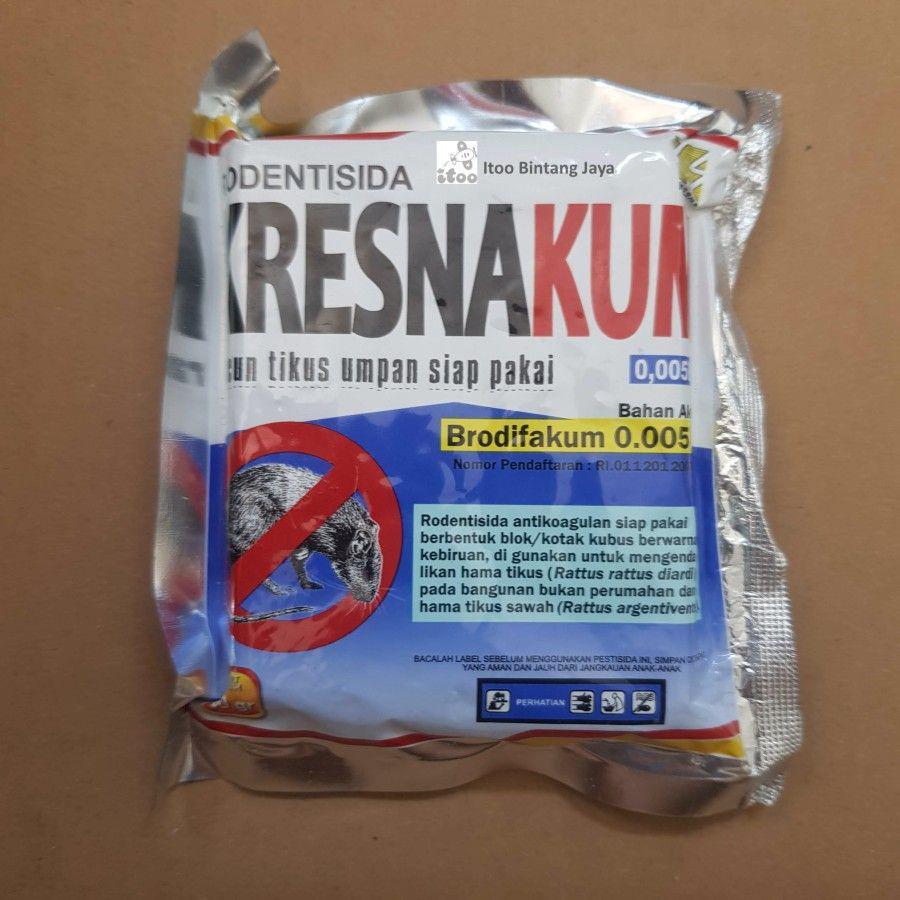 itoo Itoo Bintang Jaya
ODENTISIDA
KRESNAKUM
cun tikus umpan siap pakai
0,005
Bahan Ak
Brodifakum 0.005
Nomor Pendaftaran : RI.011201200
Rodentisida antikoagulan siap pakai
berbentuk blok/kotak kubus berwarna
kebiruan, di gunakan untuk mengenda
likan hama tikus (Rattus rattus diardi
pada bangunan bukan perumahan dan
hama tikus sawah (Rattus argentivent
BACALAH LABEL SEBELUM MENGGUNAKAN PESTISIDA INI, SIMPAN
YANG AMAN DAN JAUH DARI JANGKAUAN ANAK-ANAK
PERHATIAN